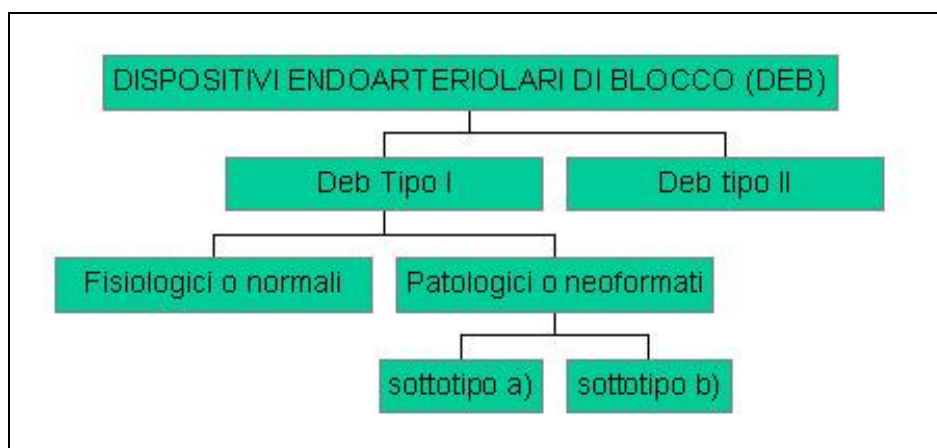 DISPOSITIVI ENDOARTERIOLARI DI BLOCCO (DEB)
Deb Tipo I
Deb tipo II
Fisiologici o normali
Patologici o neoformati
sottotipo a)
sottotipo b)